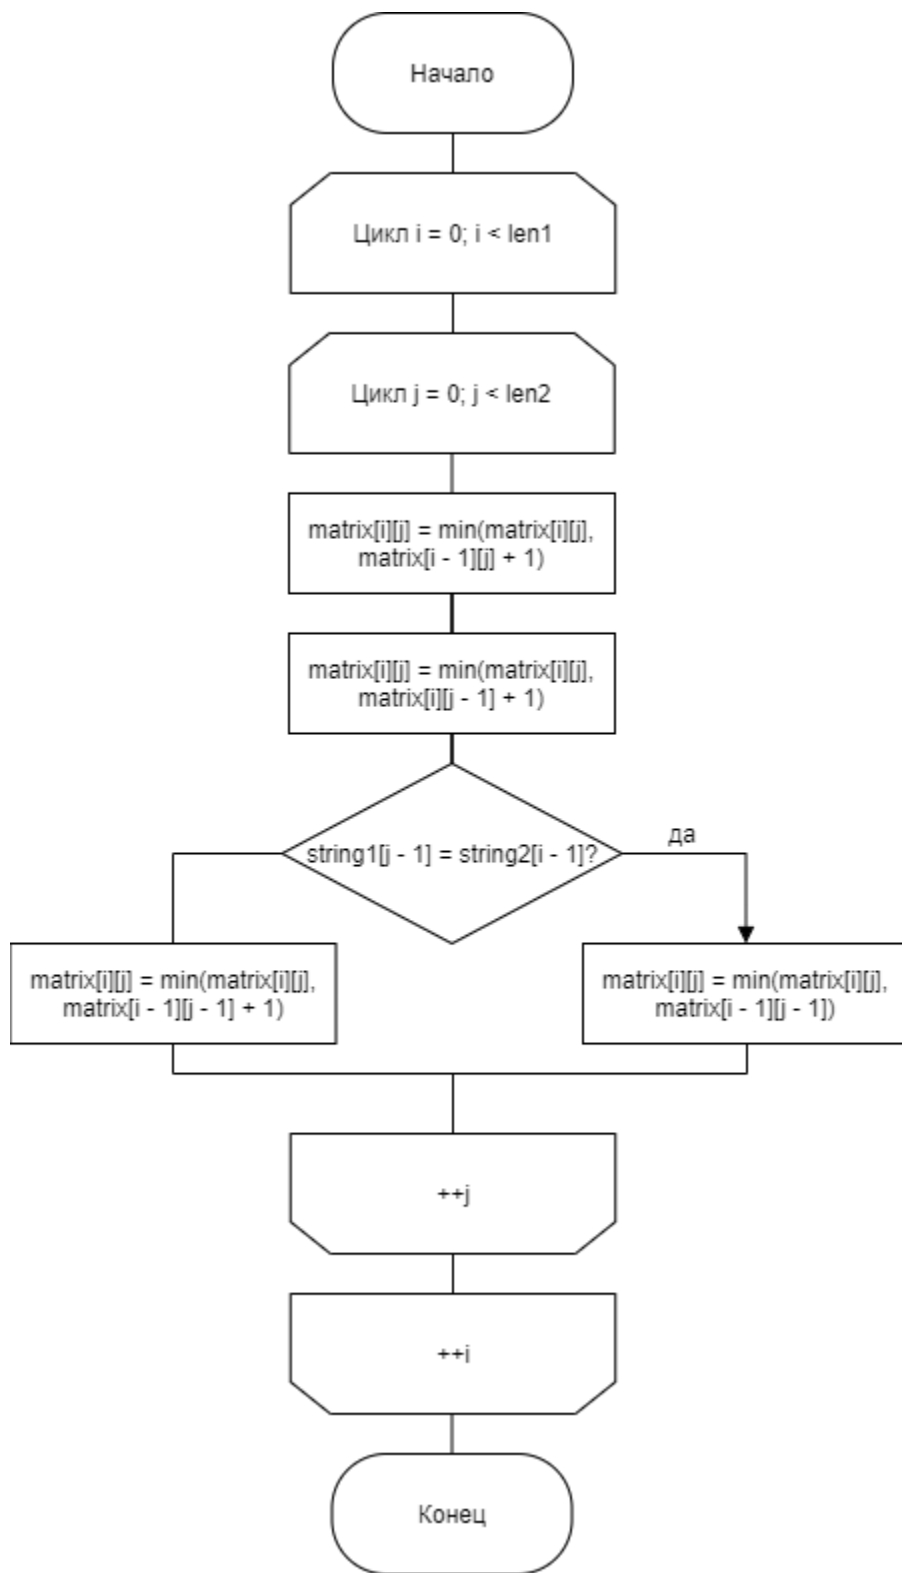 Начало
Цикл i = 0; i < len1
Цикл j = 0; j < len2
matrix[i][j] = min(matrix[i][j],
matrix[i - 1][j] + 1)
matrix[i][j] = min(matrix[i][j],
matrix[i][j - 1] + 1)
string1[j - 1] = string2[i - 1]?
да
matrix[i][j] = min(matrix[i][j],
matrix[i - 1][j - 1] + 1)
matrix[i][j] = min(matrix[i][j],
matrix[i - 1][j - 1])
++j
++i
Конец